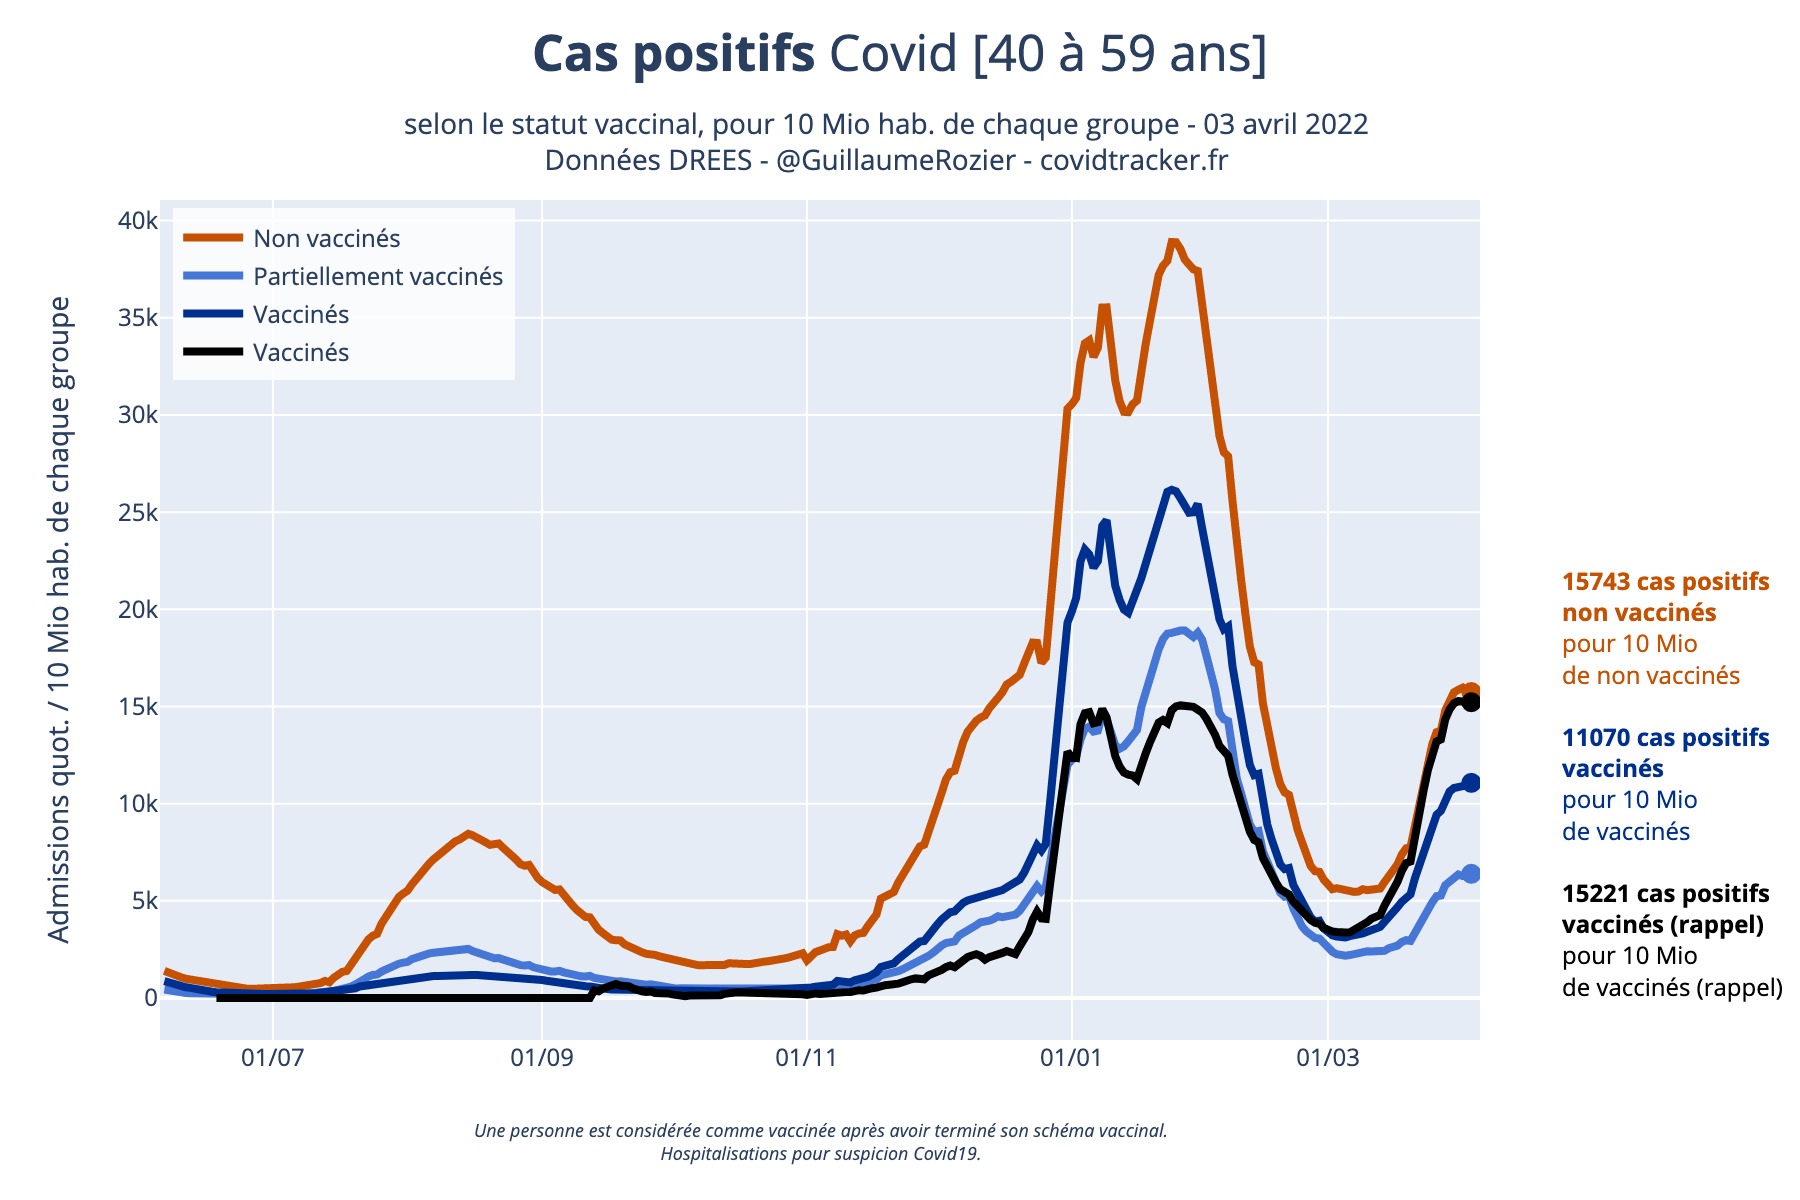 Cas positifs Covid [40 à 59 ans]
selon le statut vaccinal, pour 10 Mio hab. de chaque groupe - 03 avril 2022
Données DREES - @GuillaumeRozier - covidtracker.fr
Admissions quot. / 10 Mio hab. de chaque groupe
40k
35k
30k
25k
20k
15k
10k
5k
0
Non vaccinés
Partiellement vaccinés
Vaccinés
Vaccinés
15743 cas positifs
non vaccinés
pour 10 Mio
de non vaccinés
11070 cas positifs
vaccinés
pour 10 Mio
de vaccinés
15221 cas positifs
vaccinés (rappel)
pour 10 Mio
de vaccinés (rappel)
01/07
01/09
01/11
01/01
01/03
Une personne est considérée comme vaccinée après avoir terminé son schéma vaccinal.
Hospitalisations pour suspicion Covid19.